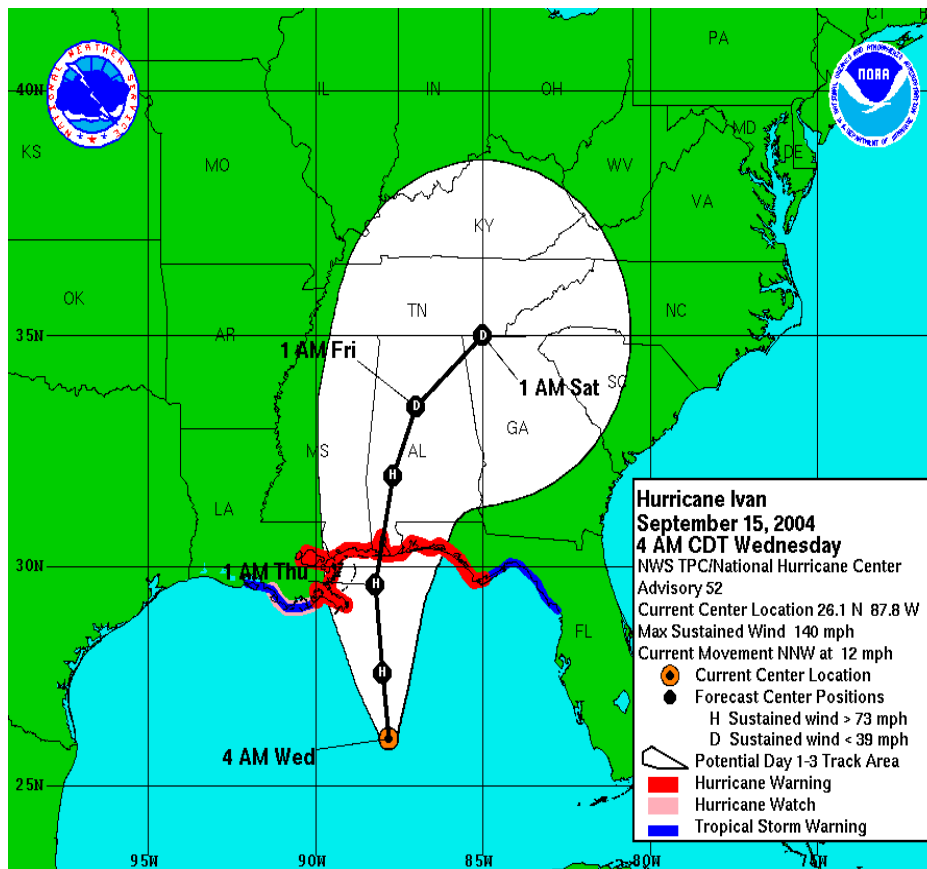 CT
PA
NATIONAL WEATHER SERVICE
NOAA
40N
IL
IN
OH
MD
DE
KS
MO
WV
VA
KY
OK
TN
NC
AR
35N
1 AM Fri
1 AM Sat
SC
MS
AL
GA
LA
30N
1 AM Thu
FL
4 AM Wed
25N
95W
90W
85W
80W
75W
Hurricane Ivan
September 15, 2004
4 AM CDT Wednesday
NWS TPC/National Hurricane Center
Advisory 52
Current Center Location 26.1 N 87.8 W
Max Sustained Wind 140 mph
Current Movement NNW at 12 mph
Current Center Location
Forecast Center Positions
H Sustained wind > 73 mph
D Sustained wind < 39 mph
Potential Day 1-3 Track Area
Hurricane Warning
Hurricane Watch
Tropical Storm Warning
D
D
H
H
H